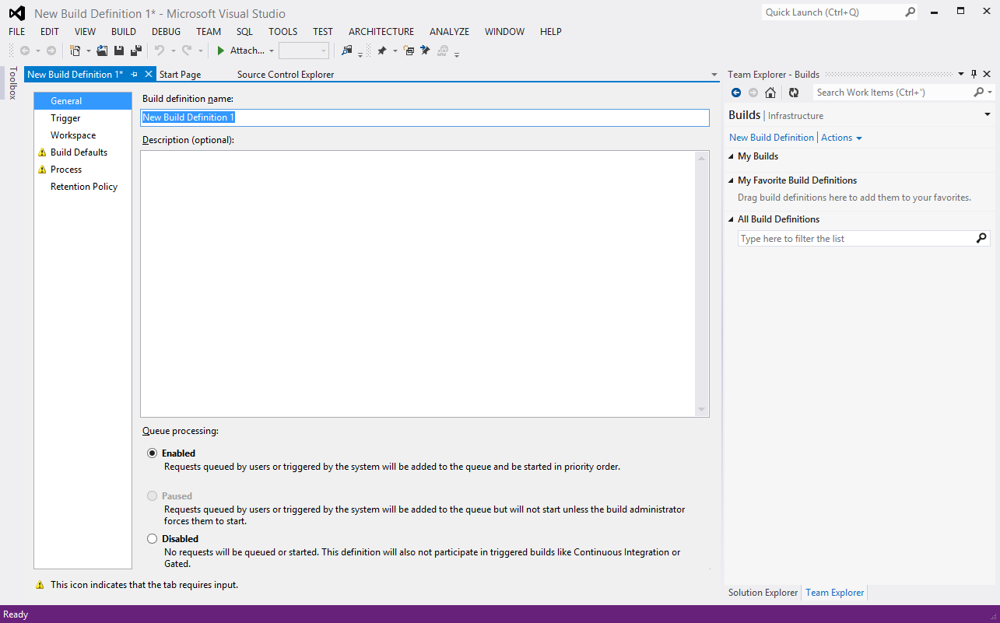 New Build Definition 1* - Microsoft Visual Studio
Quick Launch (Ctrl+Q)
FILE EDIT VIEW BUILD DEBUG TEAM SQL TOOLS TEST ARCHITECTURE ANALYZE WINDOW HELP
Attach...
Toolbox
New Build Definition 1* Start Page Source Control Explorer
General
Trigger
Workspace
Build Defaults
Process
Retention Policy
Build definition name:
New Build Definition 1
Description (optional):
Queue processing:
Enabled
Requests queued by users or triggered by the system will be added to the queue and be started in priority order.
Paused
Requests queued by users or triggered by the system will be added to the queue but will not start unless the build administrator
forces them to start.
Disabled
No requests will be queued or started. This definition will also not participate in triggered builds like Continuous Integration or
Gated.
This icon indicates that the tab requires input.
Team Explorer - Builds
Search Work Items (Ctrl+')
Builds | Infrastructure
New Build Definition | Actions
My Builds
My Favorite Build Definitions
Drag build definitions here to add them to your favorites.
All Build Definitions
Type here to filter the list
Solution Explorer Team Explorer
Ready